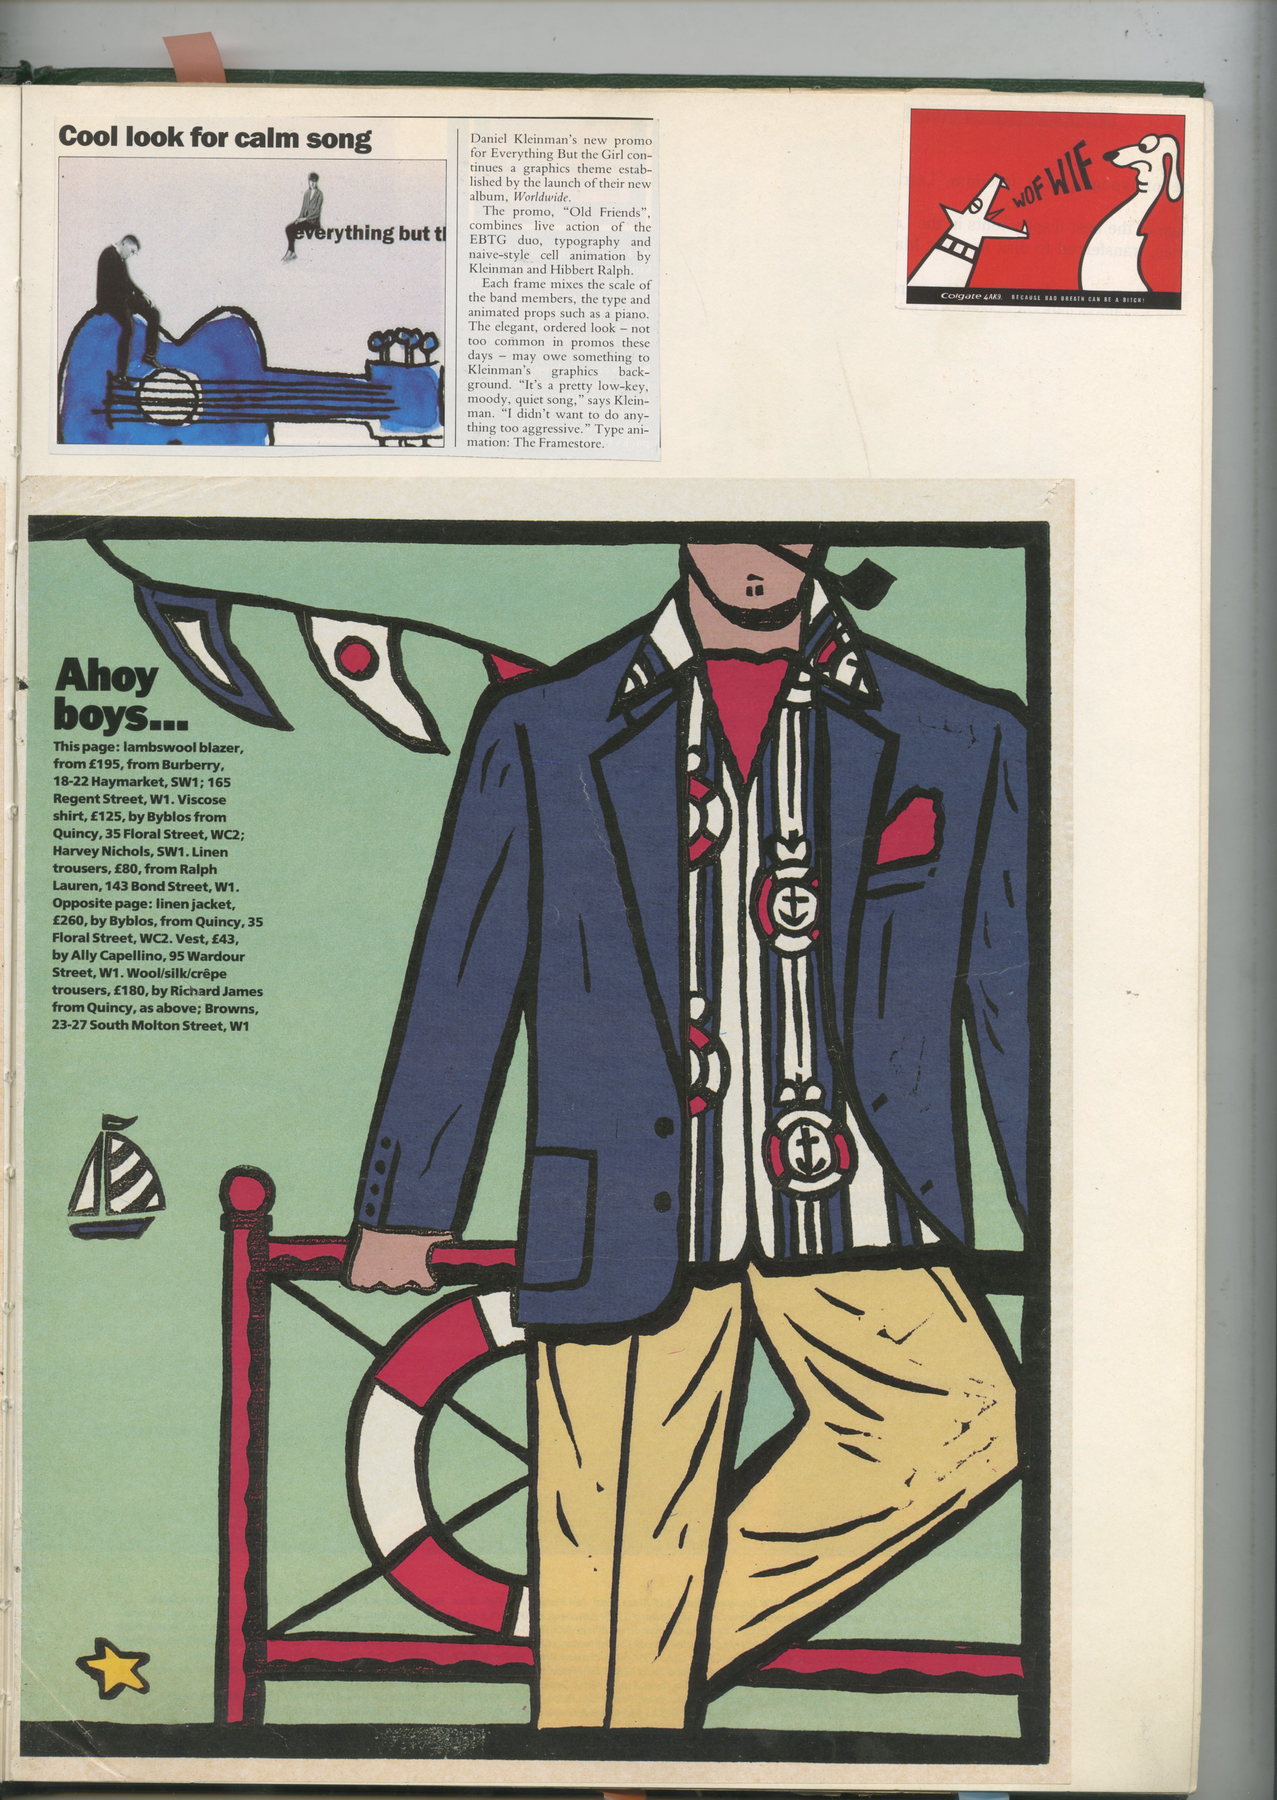 Cool look for calm song
everything but th
Daniel Kleinman's new promo
for Everything But the Girl con-
tinues a graphics theme estab-
lished by the launch of their new
album, Worldwide.
The promo, "Old Friends",
combines live action of the
EBTG duo, typography and
naive-style cell animation by
Kleinman and Hibbert Ralph.
Each frame mixes the scale of
the band members, the type and
animated props such as a piano.
The elegant, ordered look – not
too common in promos these
days – may owe something to
Kleinman's graphics back-
ground. "It's a pretty low-key,
moody, quiet song," says Klein-
man. "I didn't want to do any-
thing too aggressive." Type ani-
mation: The Framestore.
WOF WIF
Colgate 4AK9. BECAUSE BAD BREATH CAN BE A BITCH!
Ahoy
boys...
This page: lambswool blazer,
from £195, from Burberry,
18-22 Haymarket, SW1; 165
Regent Street, W1. Viscose
shirt, £125, by Byblos from
Quincy, 35 Floral Street, WC2;
Harvey Nichols, SW1. Linen
trousers, £80, from Ralph
Lauren, 143 Bond Street, W1.
Opposite page: linen jacket,
£260, by Byblos, from Quincy, 35
Floral Street, WC2. Vest, £43,
by Ally Capellino, 95 Wardour
Street, W1. Wool/silk/crêpe
trousers, £180, by Richard James
from Quincy, as above; Browns,
23-27 South Molton Street, W1